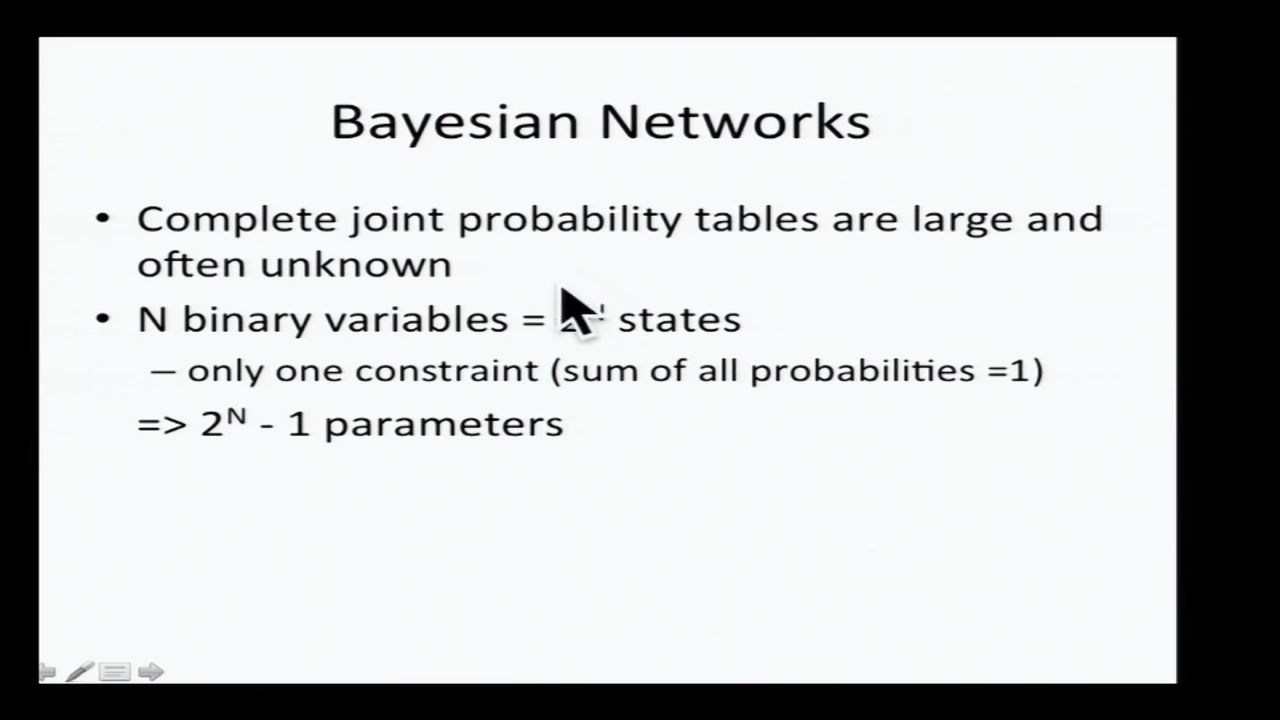 Bayesian Networks
• Complete joint probability tables are large and
often unknown
• N binary variables = states
– only one constraint (sum of all probabilities =1)
=> 2^N - 1 parameters